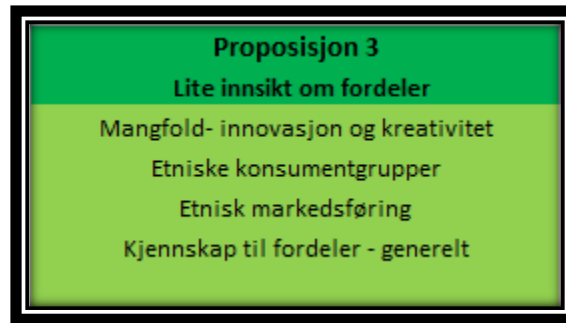 Proposisjon 3
Lite innsikt om fordeler
Mangfold- innovasjon og kreativitet
Etniske konsumentgrupper
Etnisk markedsføring
Kjennskap til fordeler - generelt